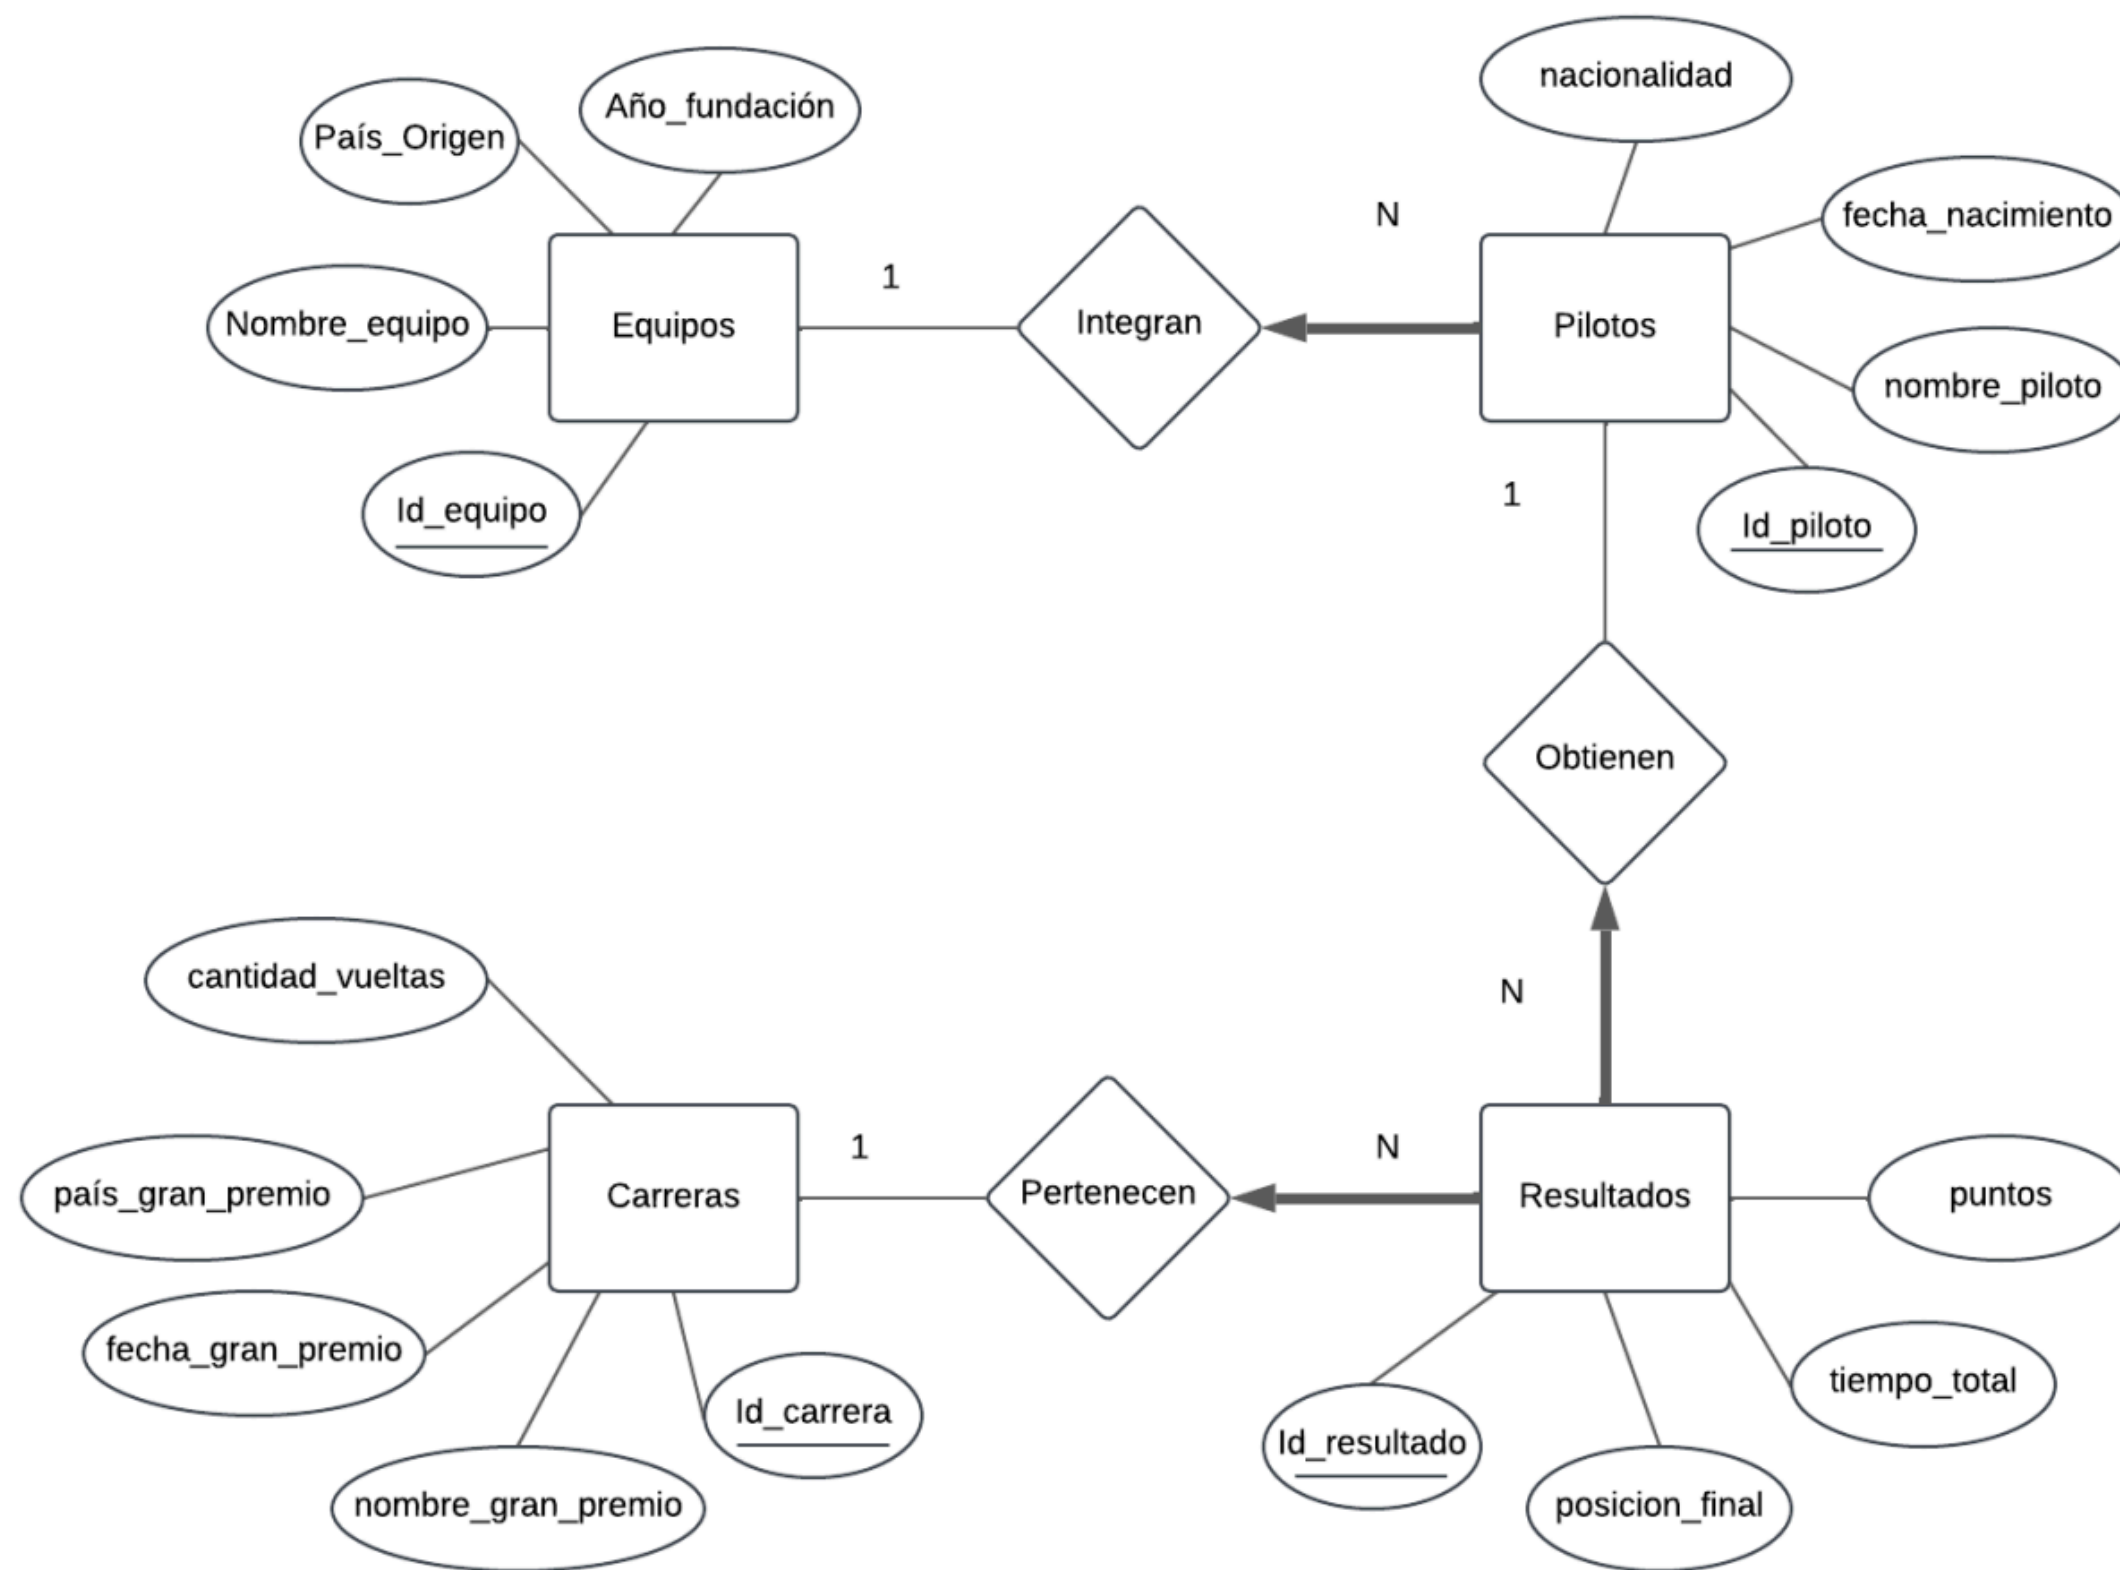 nacionalidad
Año_fundación
País_Origen
fecha_nacimiento
N
1
Nombre_equipo
Equipos
Integran
Pilotos
nombre_piloto
1
Id_equipo
Id_piloto
Obtienen
cantidad_vueltas
N
1
N
país_gran_premio
Carreras
Pertenecen
Resultados
puntos
fecha_gran_premio
tiempo_total
Id_carrera
Id_resultado
nombre_gran_premio
posicion_final